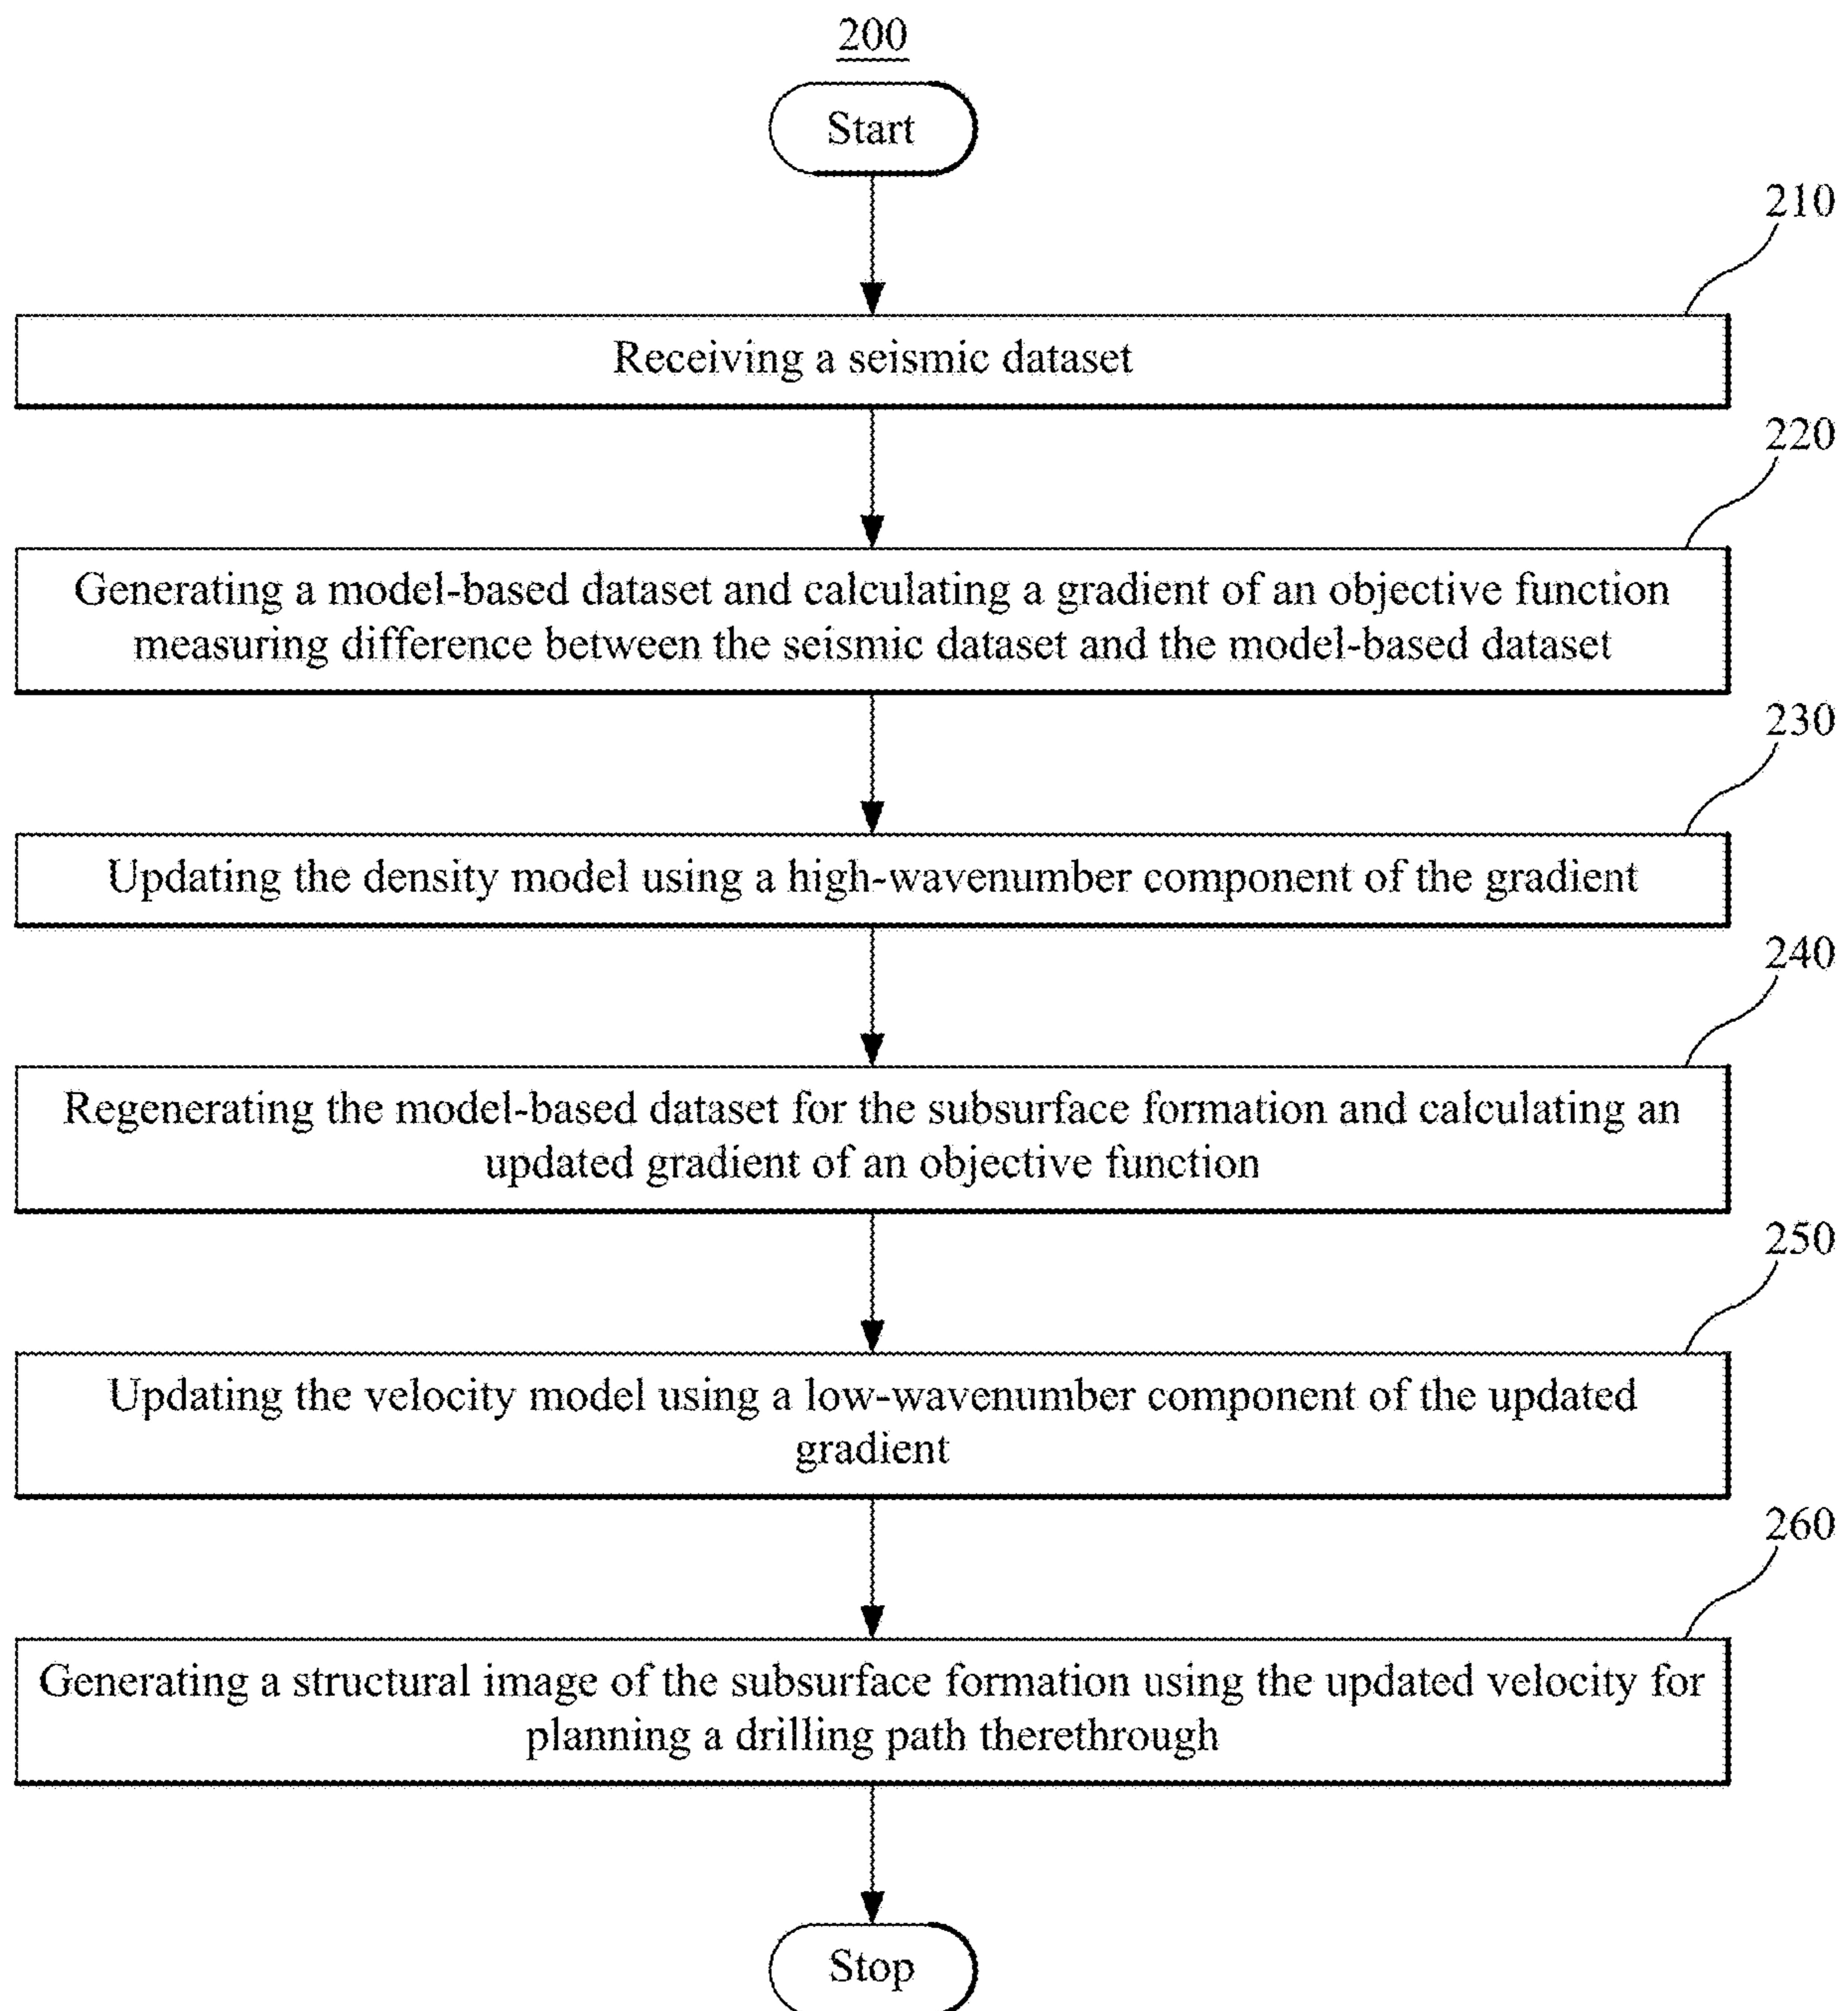 200
Start
210
Receiving a seismic dataset
220
Generating a model-based dataset and calculating a gradient of an objective function
measuring difference between the seismic dataset and the model-based dataset
230
Updating the density model using a high-wavenumber component of the gradient
240
Regenerating the model-based dataset for the subsurface formation and calculating an
updated gradient of an objective function
250
Updating the velocity model using a low-wavenumber component of the updated
gradient
260
Generating a structural image of the subsurface formation using the updated velocity for
planning a drilling path therethrough
Stop